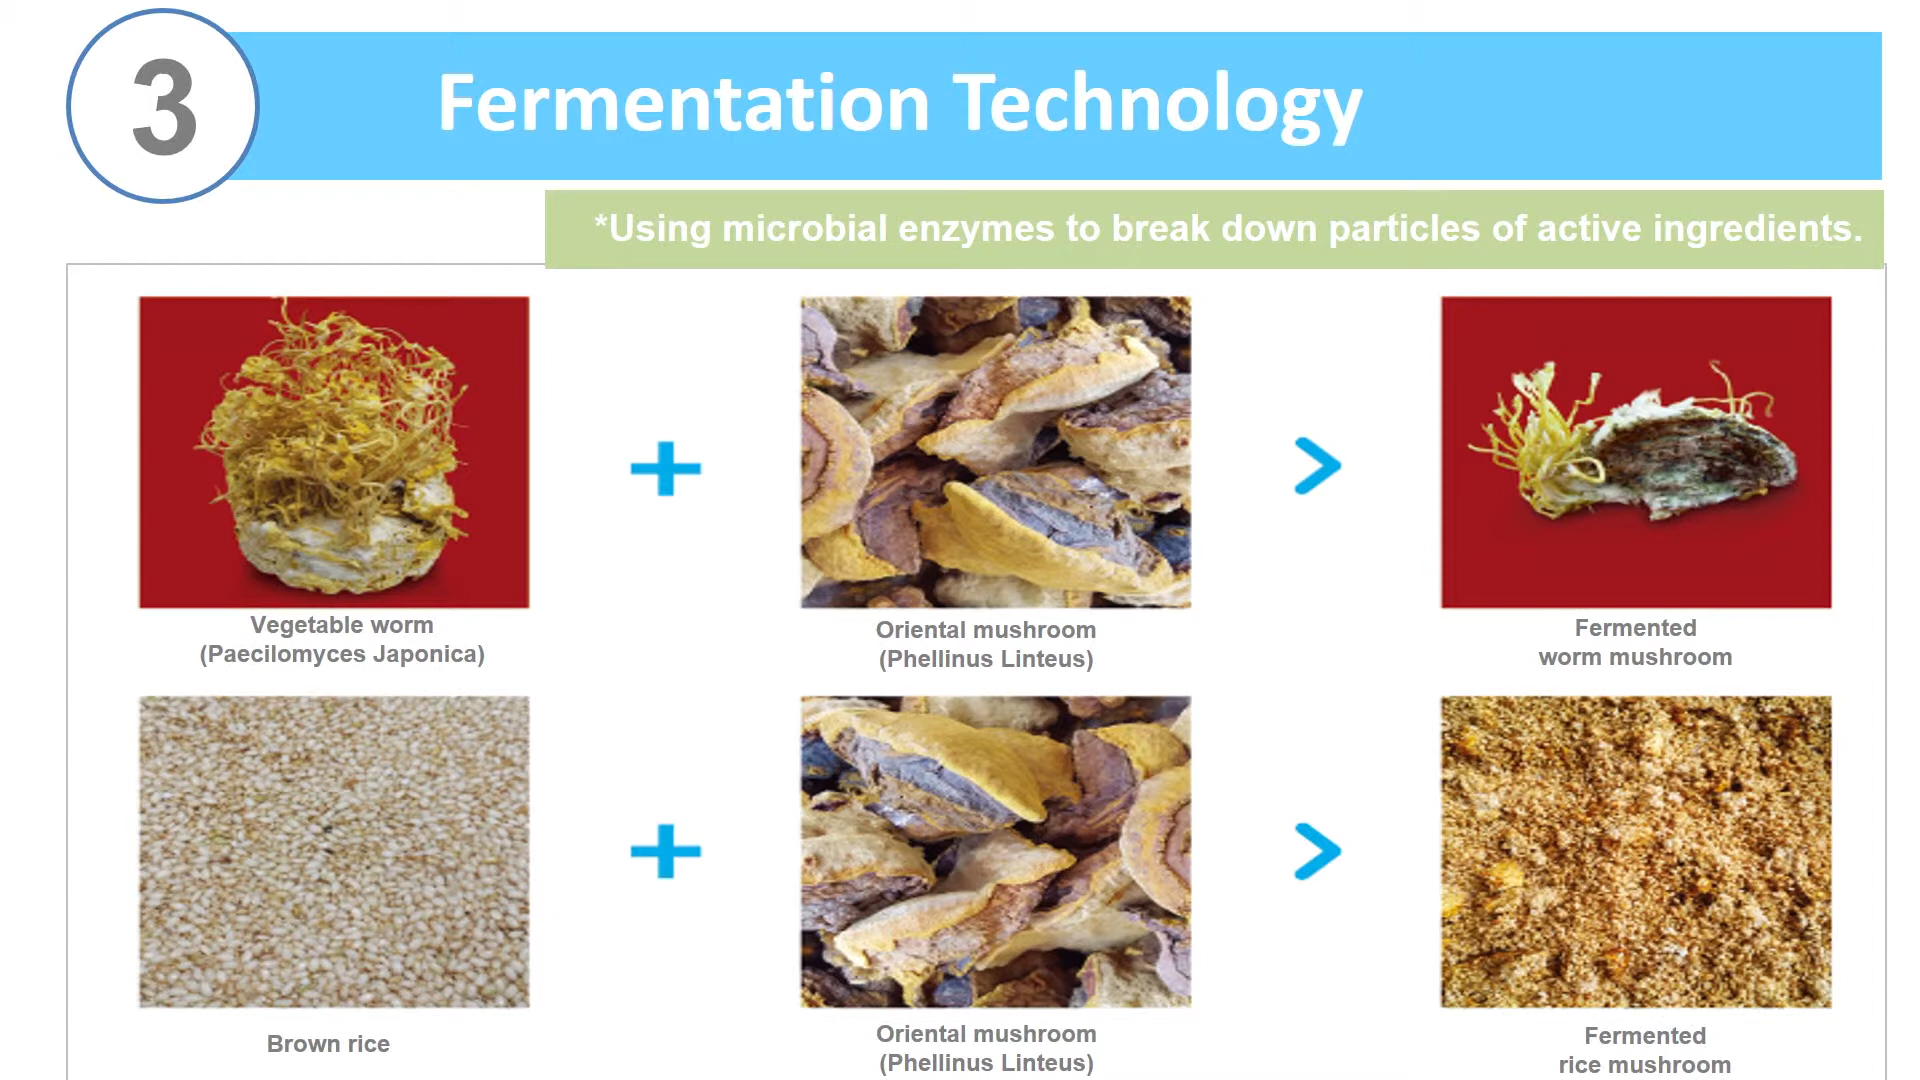 3
Fermentation Technology
*Using microbial enzymes to break down particles of active ingredients.
Vegetable worm
(Paecilomyces Japonica)
Oriental mushroom
(Phellinus Linteus)
Fermented
worm mushroom
Brown rice
Oriental mushroom
(Phellinus Linteus)
Fermented
rice mushroom